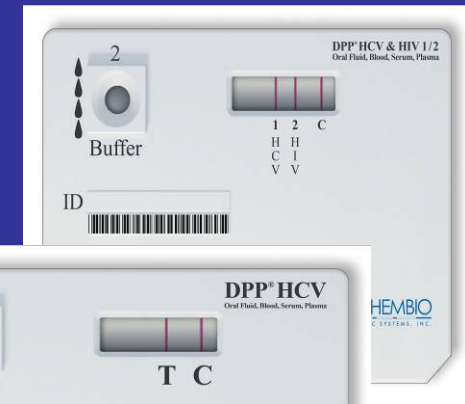 2
Buffer
ID
DPP® HCV & HIV 1/2
Oral Fluid, Blood, Serum, Plasma
1 2 C
H H
C I
V V
HEMBIO
C SYSTEMS, INC.
DPP® HCV
Oral Fluid, Blood, Serum, Plasma
T C